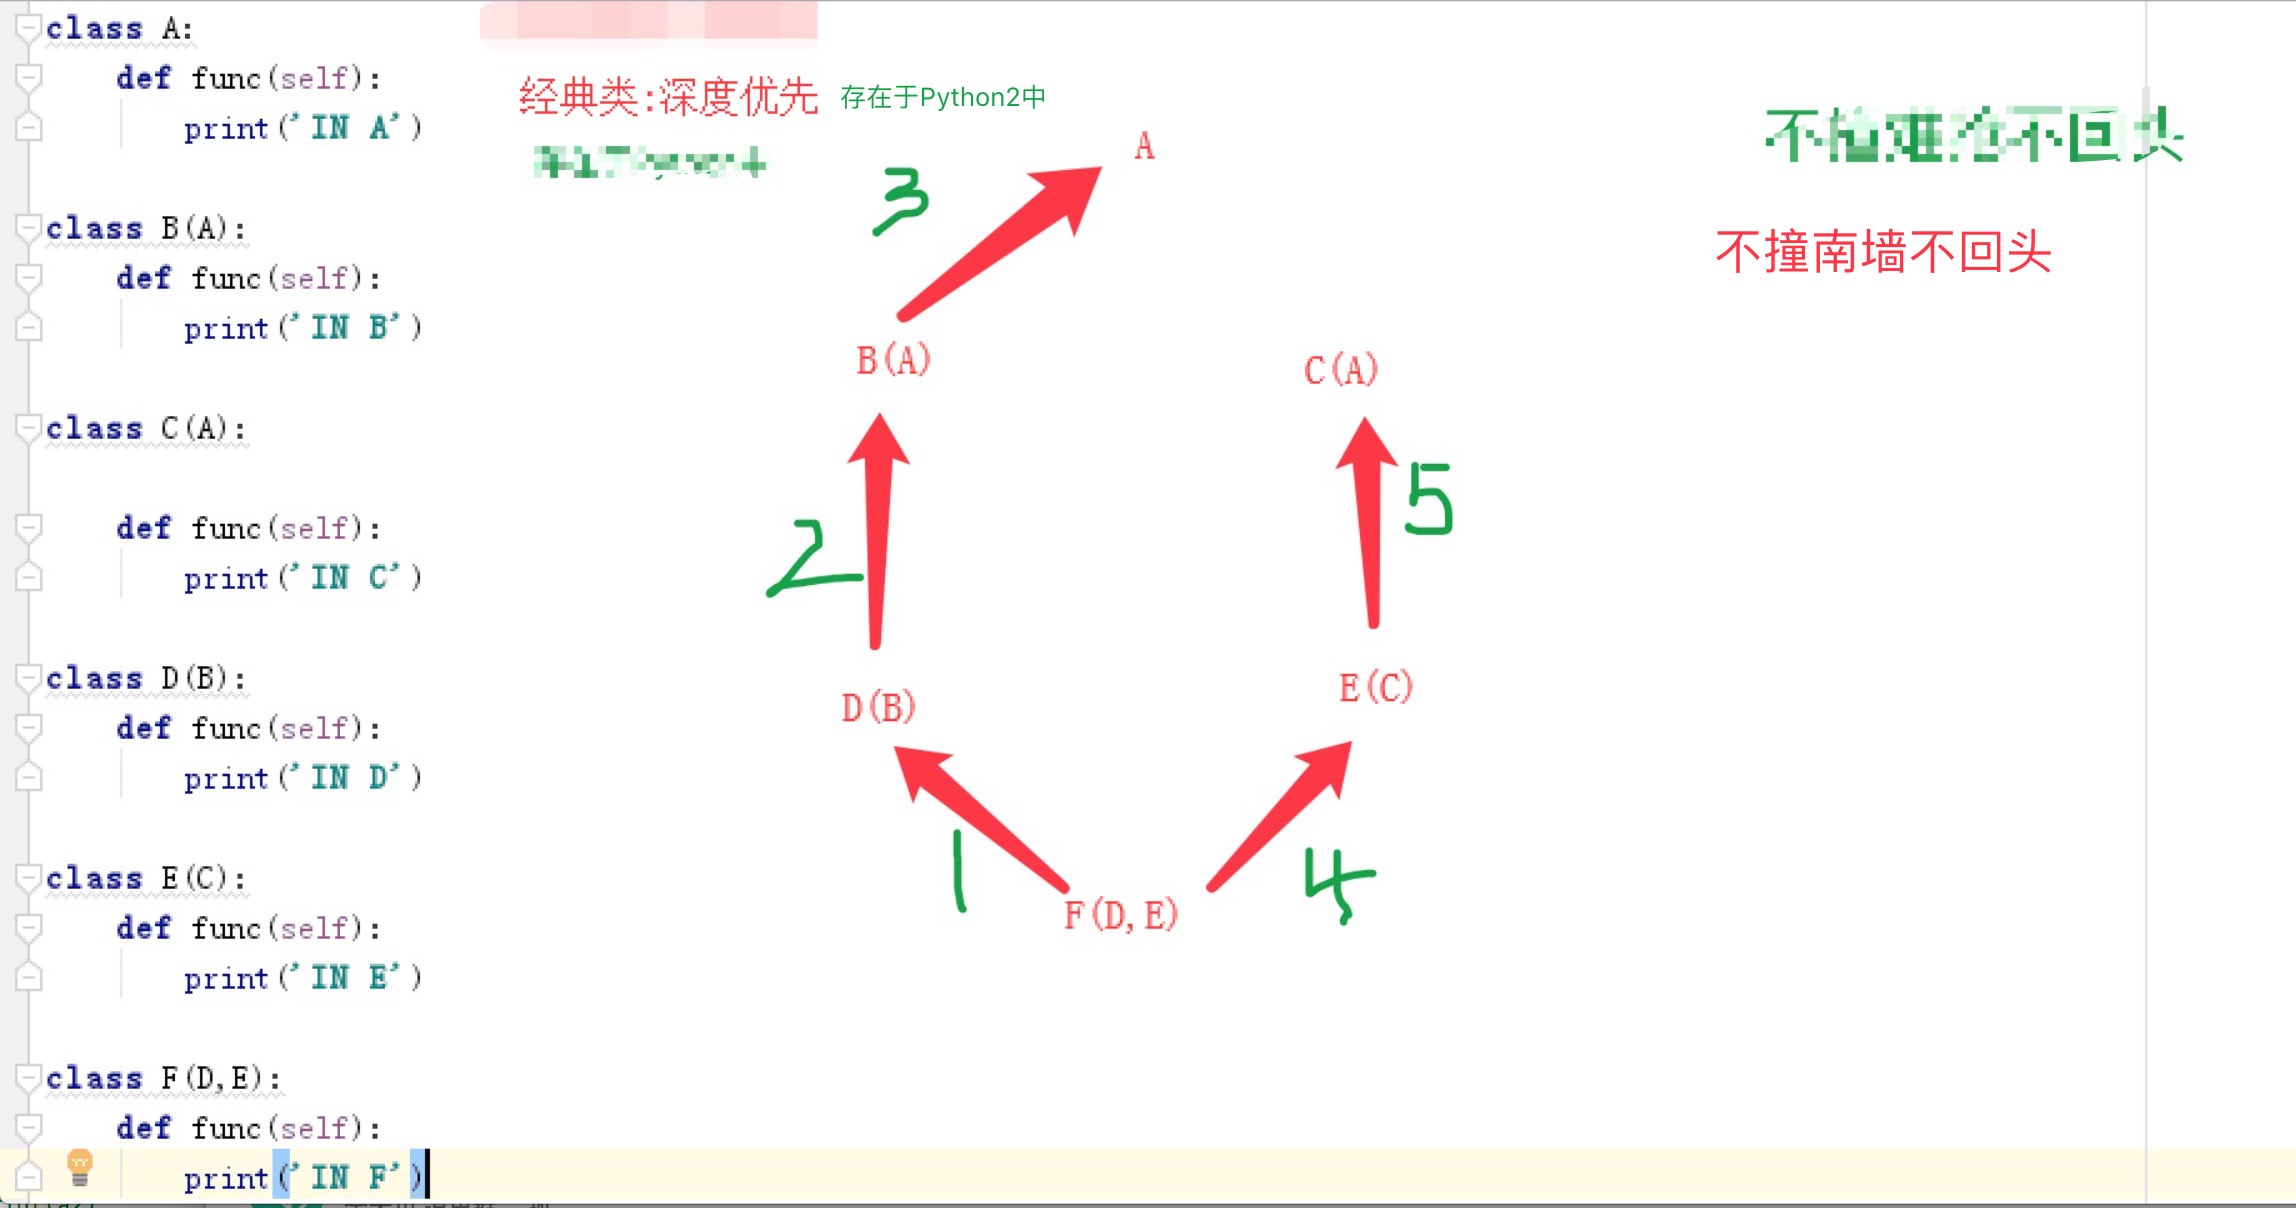 class A:
def func(self):
print('IN A')
class B(A):
def func(self):
print('IN B')
class C(A):
def func(self):
print('IN C')
class D(B):
def func(self):
print('IN D')
class E(C):
def func(self):
print('IN E')
class F(D,E):
def func(self):
print('IN F')
经典类:深度优先 存在于Python2中
A
3
B(A)
C(A)
2
5
D(B)
E(C)
1
4
F(D,E)
不撞南墙不回头